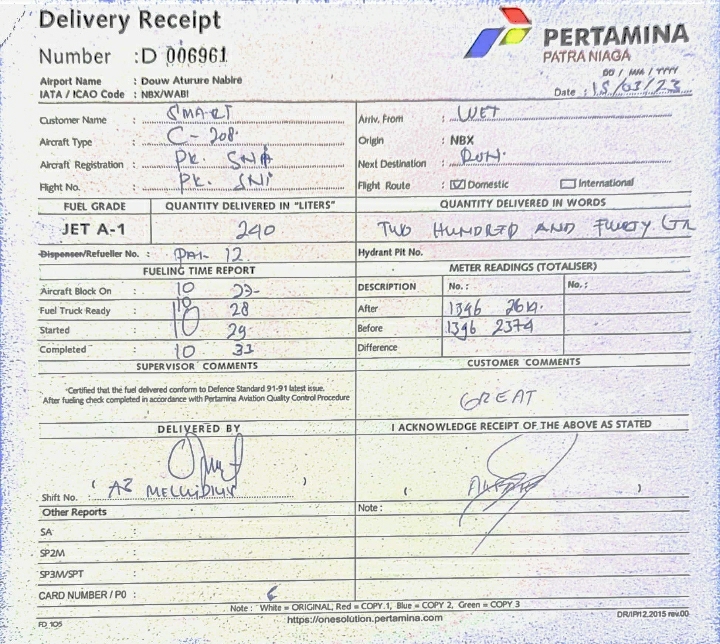 Delivery Receipt
Number : D 006961
PERTAMINA
PATRA NIAGA
Airport Name : Douw Aturure Nabire
IATA / ICAO Code : NBX/WABI
DD / MM / YYYY
Date : 15/03/23
Customer Name : SMART
Arriv. From : WET
Aircraft Type : C-208
Origin : NBX
Aircraft Registration : PK. SNA
Next Destination :
Flight No. : PK. SNI
Flight Route : Domestic International
FUEL GRADE QUANTITY DELIVERED IN "LITERS" QUANTITY DELIVERED IN WORDS
JET A-1 240 TWO HUNDRED AND
Dispenser/Refueller No. : 12
Hydrant Pit No.
FUELING TIME REPORT METER READINGS (TOTALISER)
Aircraft Block On 10 23
DESCRIPTION No. : No. :
Fuel Truck Ready 10 28
After 1346 2614
Started 10 29
Before 1346 2374
Completed 10 31
Difference
SUPERVISOR COMMENTS CUSTOMER COMMENTS
"Certified that the fuel delivered conform to Defence Standard 91-91 latest issue.
After fueling check completed in accordance with Pertamina Aviation Quality Control Procedure
GREAT
DELIVERED BY I ACKNOWLEDGE RECEIPT OF THE ABOVE AS STATED
Shift No. :
Other Reports
Note :
SA :
SP2M :
SP3M/SPT :
CARD NUMBER / PO :
Note : White = ORIGINAL, Red = COPY 1, Blue = COPY 2, Green = COPY 3
https://onesolution.pertamina.com
FD 105
DR/IP/12.2015 rev.00